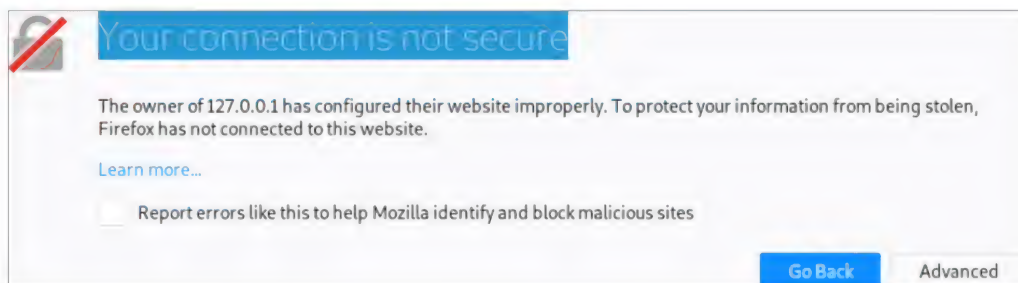 Your connection is not secure
The owner of 127.0.0.1 has configured their website improperly. To protect your information from being stolen,
Firefox has not connected to this website.
Learn more...
Report errors like this to help Mozilla identify and block malicious sites
Go Back Advanced